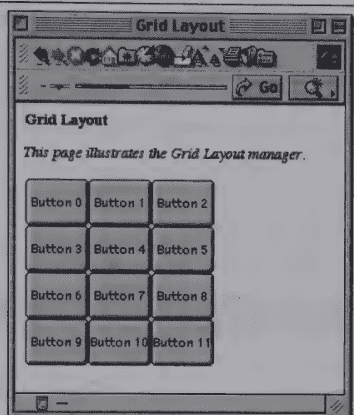 Grid Layout
Go
Grid Layout
This page illustrates the Grid Layout manager.
Button 0 Button 1 Button 2
Button 3 Button 4 Button 5
Button 6 Button 7 Button 8
Button 9 Button 10 Button 11